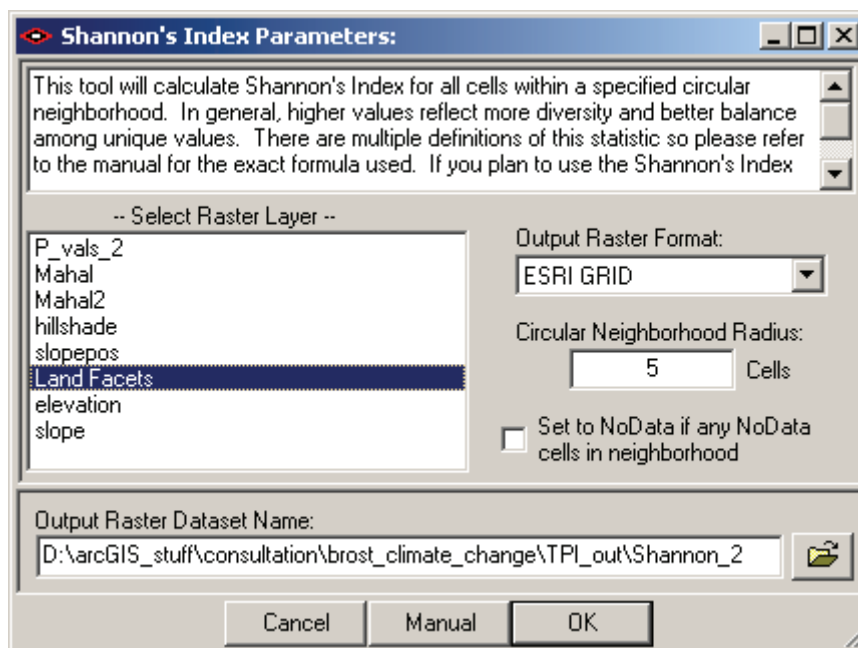 Shannon's Index Parameters:
This tool will calculate Shannon's Index for all cells within a specified circular
neighborhood.  In general, higher values reflect more diversity and better balance
among unique values.  There are multiple definitions of this statistic so please refer
to the manual for the exact formula used.  If you plan to use the Shannon's Index
-- Select Raster Layer --
P_vals_2
Mahal
Mahal2
hillshade
slopepos
Land Facets
elevation
slope
Output Raster Format:
ESRI GRID
Circular Neighborhood Radius:
5 Cells
Set to NoData if any NoData
cells in neighborhood
Output Raster Dataset Name:
D:\arcGIS_stuff\consultation\brost_climate_change\TPI_out\Shannon_2
Cancel Manual OK